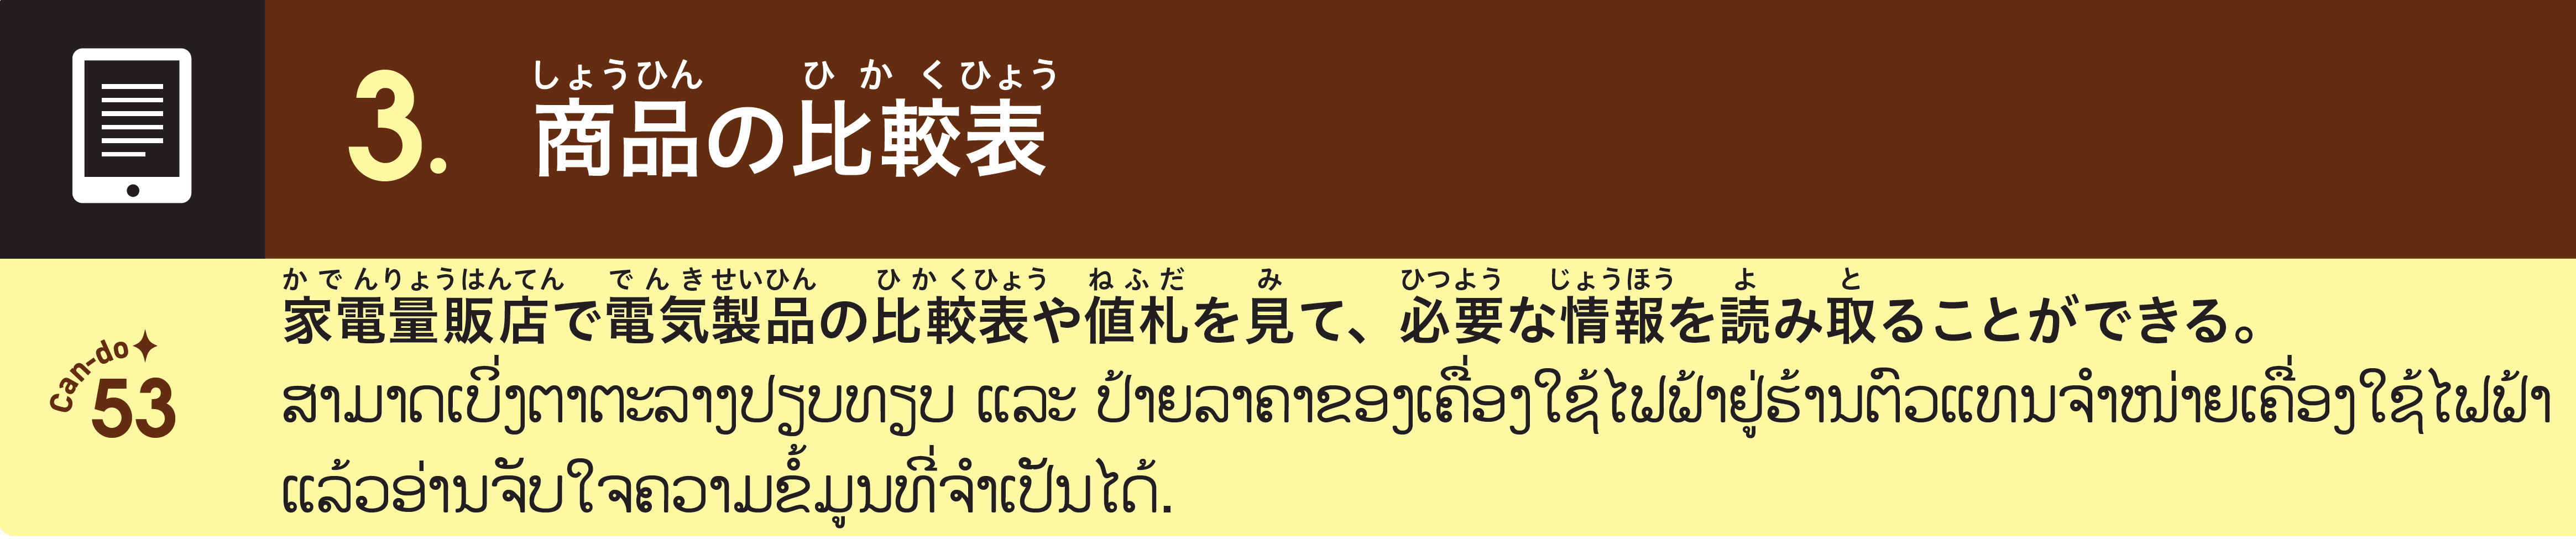 しょうひん ひかくひょう
3. 商品の比較表
かでんりょうはんてん でんきせいひん ひかくひょう ねふだ み ひつよう じょうほう よ と
家電量販店で電気製品の比較表や値札を見て、必要な情報を読み取ることができる。
Can-do
53
ສາມາດເບິ່ງຕາຕະລາງປຽບທຽບ ແລະ ປ້າຍລາຄາຂອງເຄື່ອງໃຊ້ໄຟຟ້າຢູ່ຮ້ານຕົວແທນຈຳໜ່າຍເຄື່ອງໃຊ້ໄຟຟ້າ
ແລ້ວອ່ານຈັບໃຈຄວາມຂໍ້ມູນທີ່ຈຳເປັນໄດ້.